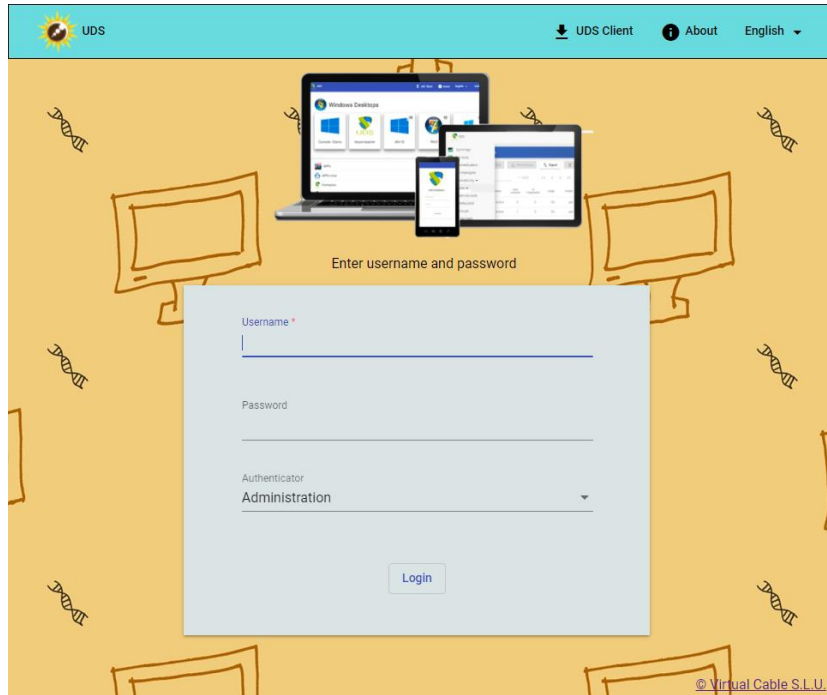 UDS
UDS Client
About
English
Windows Desktops
Enter username and password
Username *
Password
Authenticator
Administration
Login
© Virtual Cable S.L.U.